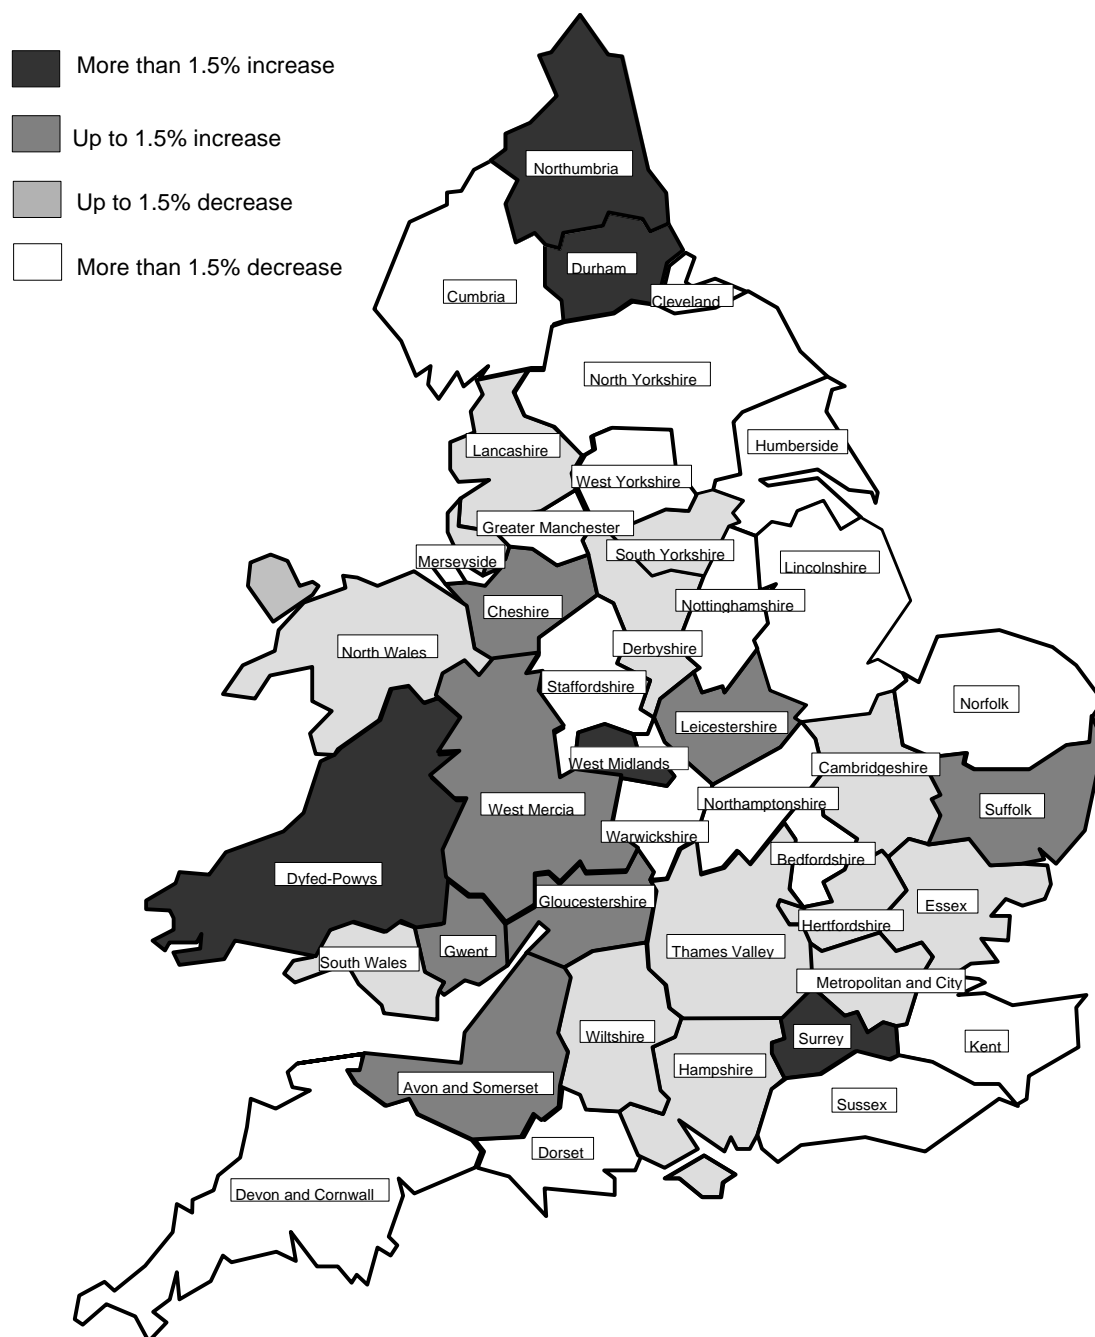 More than 1.5% increase
Up to 1.5% increase
Up to 1.5% decrease
More than 1.5% decrease
Northumbria
Durham
Cumbria
Cleveland
North Yorkshire
Lancashire
Humberside
West Yorkshire
Greater Manchester
South Yorkshire
Merseyside
Lincolnshire
Cheshire
Nottinghamshire
North Wales
Derbyshire
Staffordshire
Norfolk
Leicestershire
West Midlands
Cambridgeshire
West Mercia
Northamptonshire
Suffolk
Warwickshire
Bedfordshire
Dyfed-Powys
Gloucestershire
Essex
Hertfordshire
Gwent
Thames Valley
South Wales
Metropolitan and City
Wiltshire
Surrey
Kent
Hampshire
Avon and Somerset
Sussex
Dorset
Devon and Cornwall